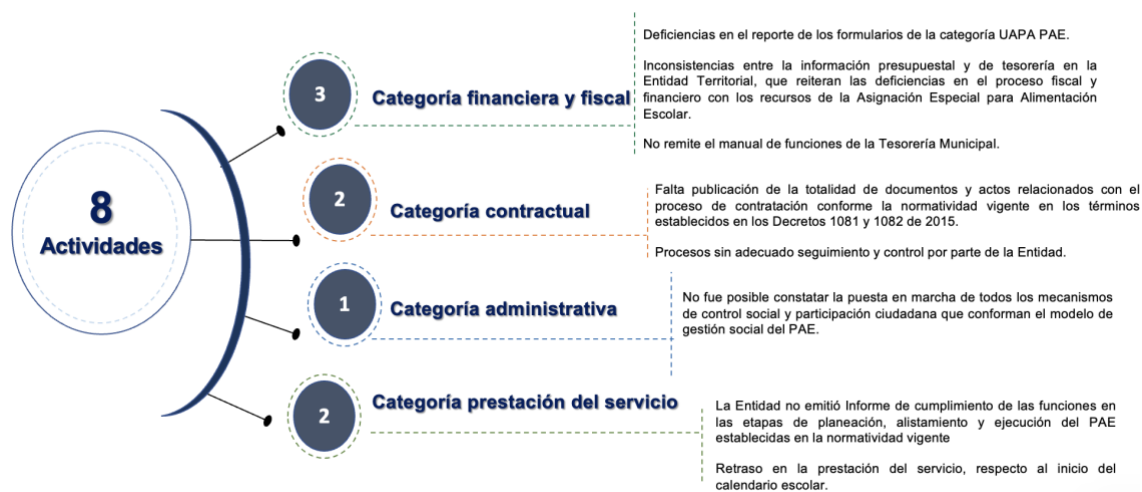 8
Actividades
3
Categoría financiera y fiscal
Deficiencias en el reporte de los formularios de la categoría UAPA PAE.
Inconsistencias entre la información presupuestal y de tesorería en la
Entidad Territorial, que reiteran las deficiencias en el proceso fiscal y
financiero con los recursos de la Asignación Especial para Alimentación
Escolar.
No remite el manual de funciones de la Tesorería Municipal.
2
Categoría contractual
Falta publicación de la totalidad de documentos y actos relacionados con el
proceso de contratación conforme la normatividad vigente en los términos
establecidos en los Decretos 1081 y 1082 de 2015.
Procesos sin adecuado seguimiento y control por parte de la Entidad.
1
Categoría administrativa
No fue posible constatar la puesta en marcha de todos los mecanismos
de control social y participación ciudadana que conforman el modelo de
gestión social del PAE.
2
Categoría prestación del servicio
La Entidad no emitió Informe de cumplimiento de las funciones en
las etapas de planeación, alistamiento y ejecución del PAE
establecidas en la normatividad vigente
Retraso en la prestación del servicio, respecto al inicio del
calendario escolar.